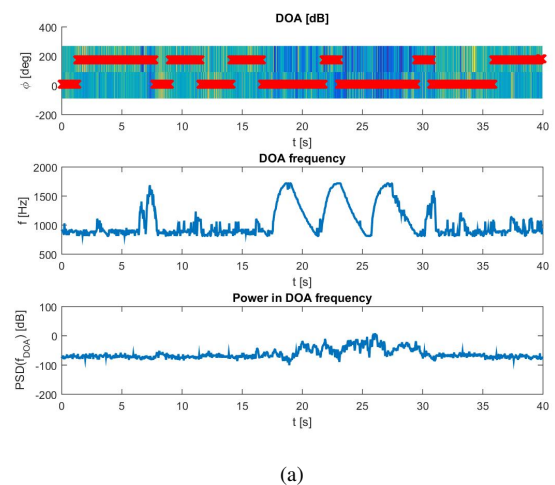 DOA [dB]
400
200
0
-200
ϕ [deg]
0 5 10 15 20 25 30 35 40
t [s]
DOA frequency
2000
1500
1000
500
f [Hz]
0 5 10 15 20 25 30 35 40
t [s]
Power in DOA frequency
100
0
-100
-200
PSD(f_DOA) [dB]
0 5 10 15 20 25 30 35 40
t [s]
(a)